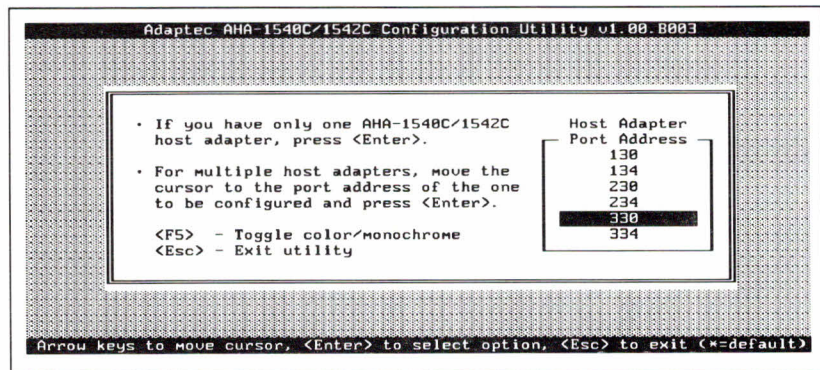 Adaptec AHA-1540C/1542C Configuration Utility v1.00.B003
· If you have only one AHA-1540C/1542C
host adapter, press <Enter>.
· For multiple host adapters, move the
cursor to the port address of the one
to be configured and press <Enter>.
<F5> - Toggle color/monochrome
<Esc> - Exit utility
Host Adapter
Port Address
130
134
230
234
330
334
Arrow keys to move cursor, <Enter> to select option, <Esc> to exit (*=default)